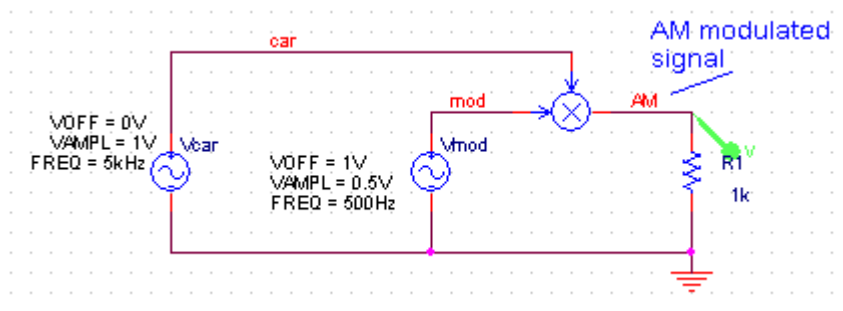 AM modulated
signal
car
mod
AM
VOFF = 0V
VAMPL = 1V
FREQ = 5kHz
Vcar
VOFF = 1V
VAMPL = 0.5V
FREQ = 500Hz
Vmod
V
R1
1k